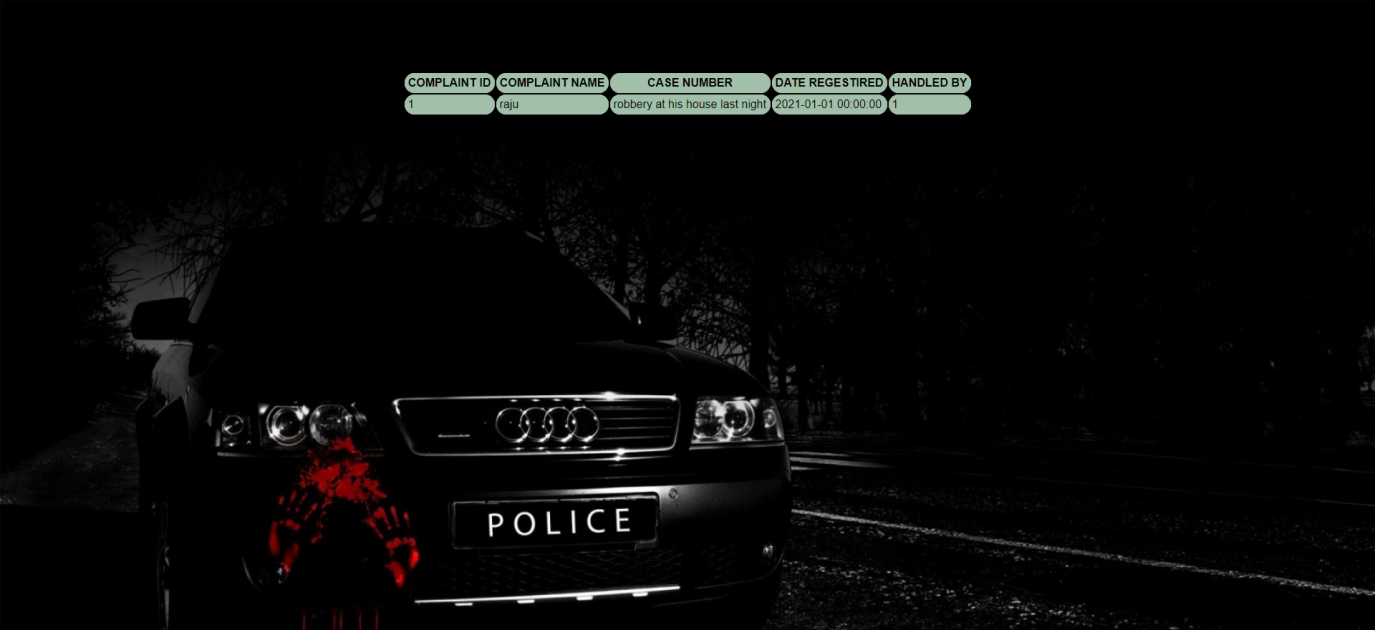 COMPLAINT ID COMPLAINT NAME CASE NUMBER DATE REGESTIRED HANDLED BY
1 raju robbery at his house last night 2021-01-01 00:00:00 1
POLICE